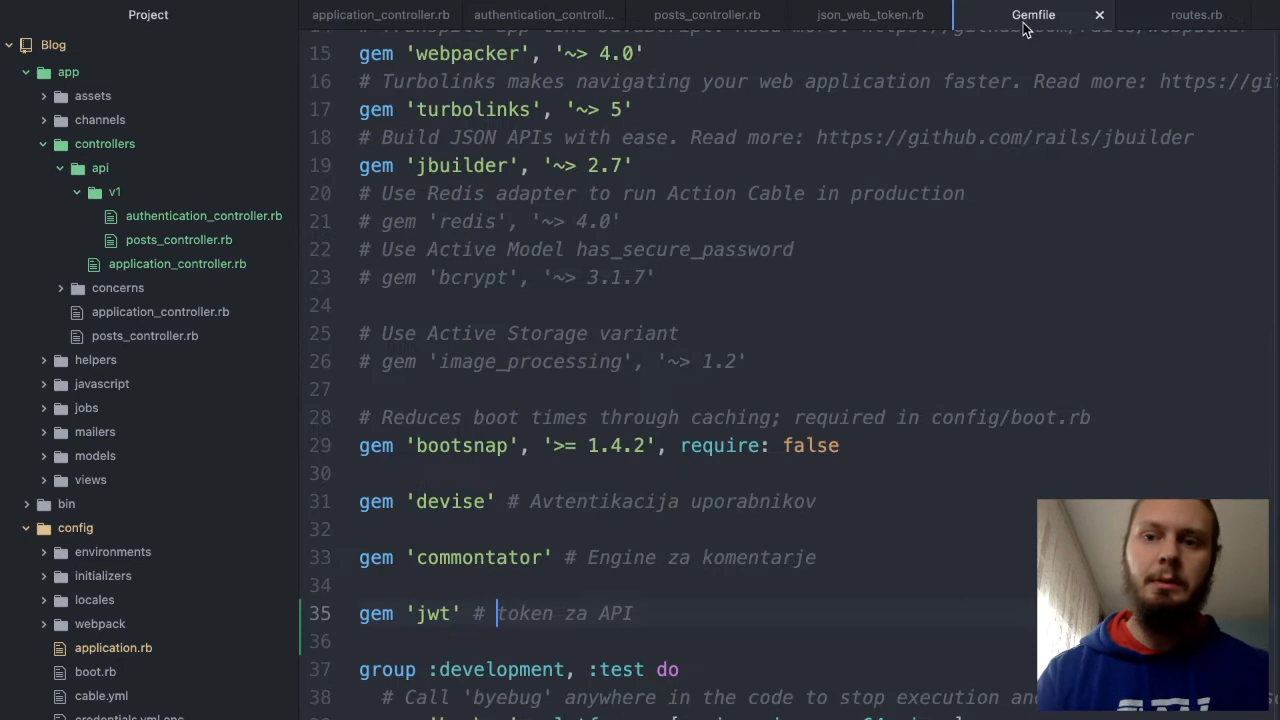 Project
application_controller.rb
authentication_controll...
posts_controller.rb
json_web_token.rb
Gemfile
routes.rb
Blog
app
assets
channels
controllers
api
v1
authentication_controller.rb
posts_controller.rb
application_controller.rb
concerns
application_controller.rb
posts_controller.rb
helpers
javascript
jobs
mailers
models
views
bin
config
environments
initializers
locales
webpack
application.rb
boot.rb
cable.yml
15 gem 'webpacker', '~> 4.0'
16 # Turbolinks makes navigating your web application faster. Read more: https://gi
17 gem 'turbolinks', '~> 5'
18 # Build JSON APIs with ease. Read more: https://github.com/rails/jbuilder
19 gem 'jbuilder', '~> 2.7'
20 # Use Redis adapter to run Action Cable in production
21 # gem 'redis', '~> 4.0'
22 # Use Active Model has_secure_password
23 # gem 'bcrypt', '~> 3.1.7'
24
25 # Use Active Storage variant
26 # gem 'image_processing', '~> 1.2'
27
28 # Reduces boot times through caching; required in config/boot.rb
29 gem 'bootsnap', '>= 1.4.2', require: false
30
31 gem 'devise' # Avtentikacija uporabnikov
32
33 gem 'commontator' # Engine za komentarje
34
35 gem 'jwt' # token za API
36
37 group :development, :test do
38 # Call 'byebug' anywhere in the code to stop execution and